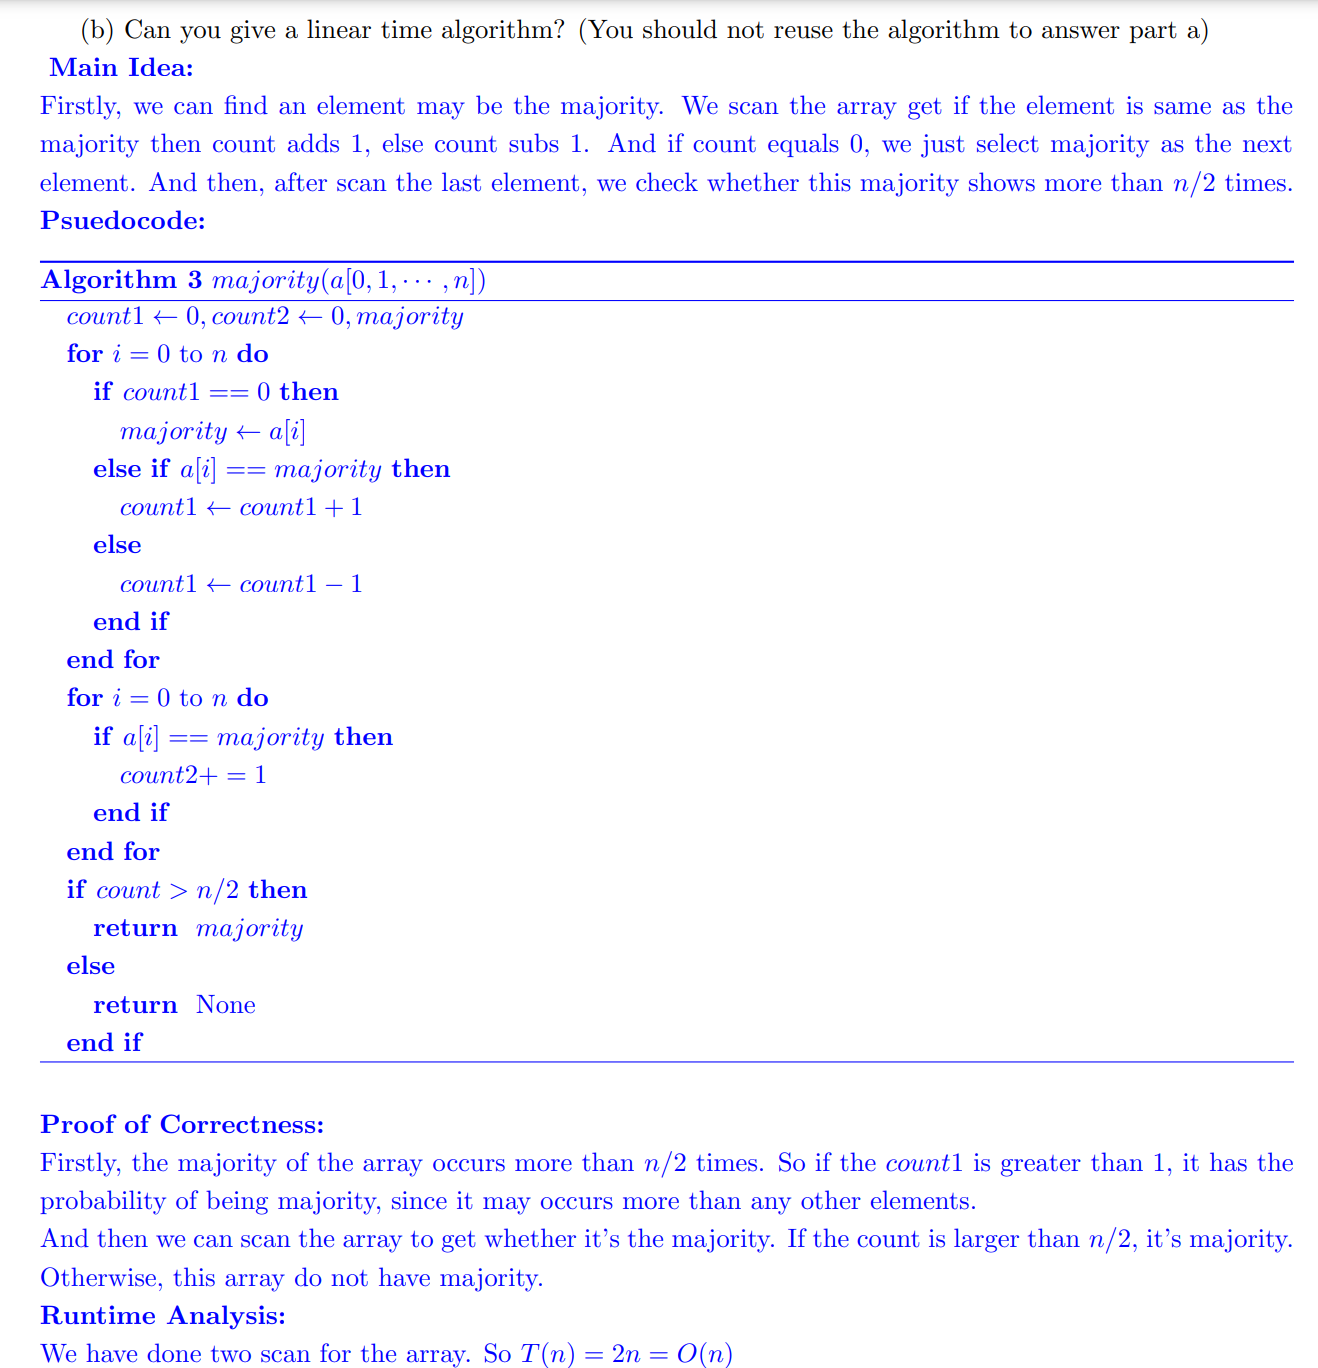 (b) Can you give a linear time algorithm? (You should not reuse the algorithm to answer part a)
Main Idea:
Firstly, we can find an element may be the majority. We scan the array get if the element is same as the
majority then count adds 1, else count subs 1. And if count equals 0, we just select majority as the next
element. And then, after scan the last element, we check whether this majority shows more than n/2 times.
Psuedocode:
Algorithm 3 majority(a[0, 1, ··· , n])
count1 ← 0, count2 ← 0, majority
for i = 0 to n do
if count1 == 0 then
majority ← a[i]
else if a[i] == majority then
count1 ← count1 + 1
else
count1 ← count1 − 1
end if
end for
for i = 0 to n do
if a[i] == majority then
count2+ = 1
end if
end for
if count > n/2 then
return majority
else
return None
end if
Proof of Correctness:
Firstly, the majority of the array occurs more than n/2 times. So if the count1 is greater than 1, it has the
probability of being majority, since it may occurs more than any other elements.
And then we can scan the array to get whether it's the majority. If the count is larger than n/2, it's majority.
Otherwise, this array do not have majority.
Runtime Analysis:
We have done two scan for the array. So T(n) = 2n = O(n)